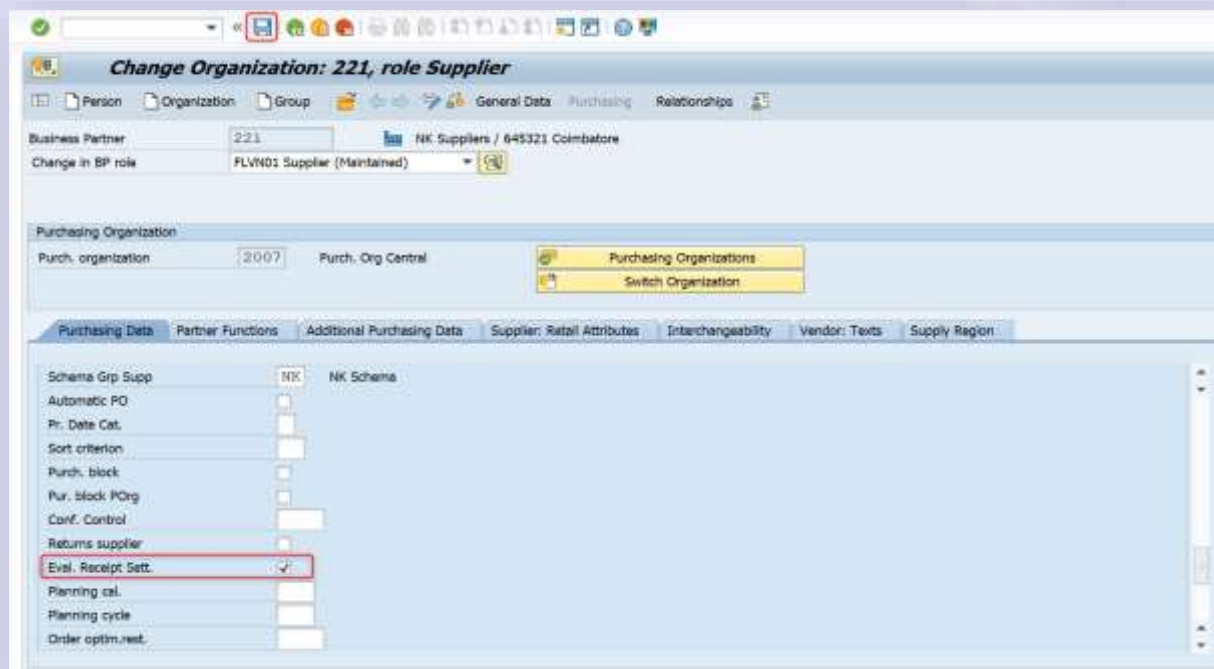 Change Organization: 221, role Supplier
Person Organization Group General Data Purchasing Relationships
Business Partner 221 NK Suppliers / 645321 Coimbatore
Change in BP role FLVN01 Supplier (Maintained)
Purchasing Organization
Purch. organization 2007 Purch. Org Central Purchasing Organizations
Switch Organization
Purchasing Data Partner Functions Additional Purchasing Data Supplier: Retail Attributes Interchangeability Vendor: Texts Supply Region
Schema Grp Supp NK NK Schema
Automatic PO
Pr. Date Cat.
Sort criterion
Purch. block
Pur. block POrg
Conf. Control
Returns supplier
Eval. Receipt Sett.
Planning cal.
Planning cycle
Order optim.rest.